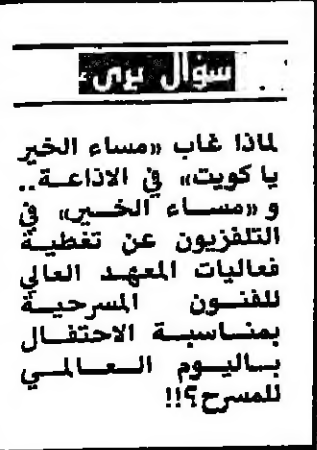 سؤال برىء
لماذا غاب «مساء الخير
يا كويت» في الاذاعة..
و «مساء الخير» في
التلفزيون عن تغطية
فعاليات المعهد العالي
للفنون المسرحية
بمناسبة الاحتفال
باليوم العالمي
للمسرح؟!!